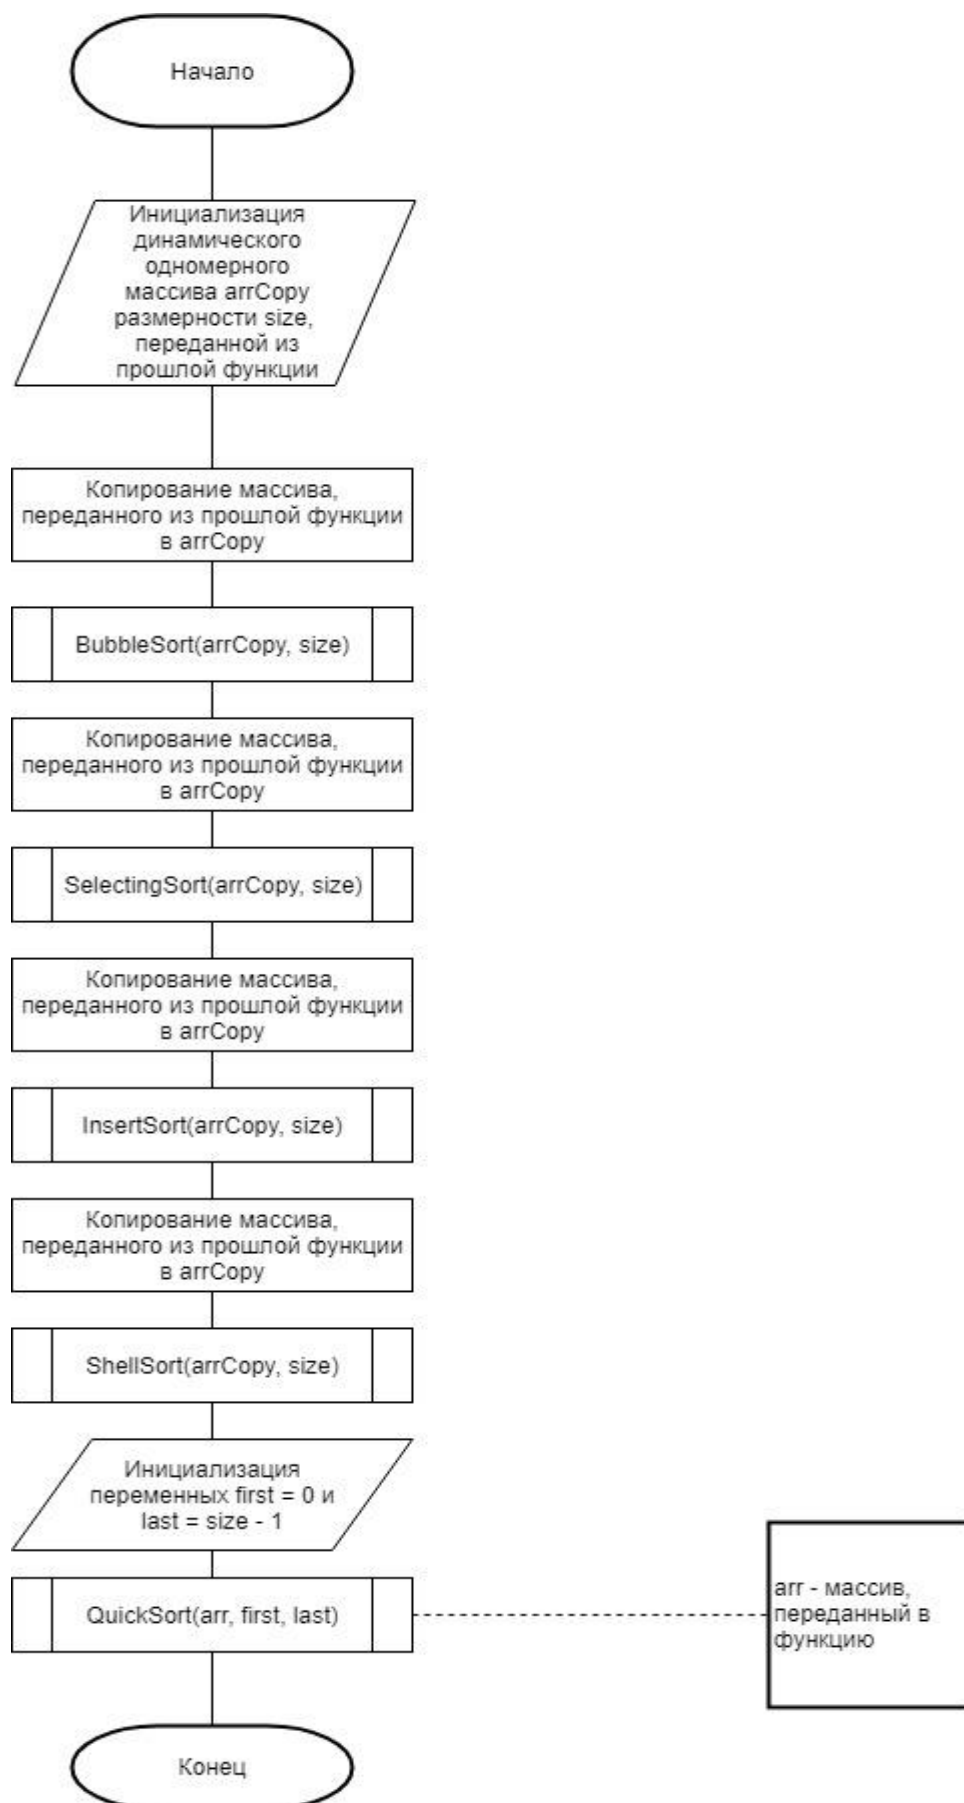 Начало
Инициализация
динамического
одномерного
массива arrCopy
размерности size,
переданной из
прошлой функции
Копирование массива,
переданного из прошлой функции
в arrCopy
BubbleSort(arrCopy, size)
Копирование массива,
переданного из прошлой функции
в arrCopy
SelectingSort(arrCopy, size)
Копирование массива,
переданного из прошлой функции
в arrCopy
InsertSort(arrCopy, size)
Копирование массива,
переданного из прошлой функции
в arrCopy
ShellSort(arrCopy, size)
Инициализация
переменных first = 0 и
last = size - 1
QuickSort(arr, first, last)
arr - массив,
переданный в
функцию
Конец